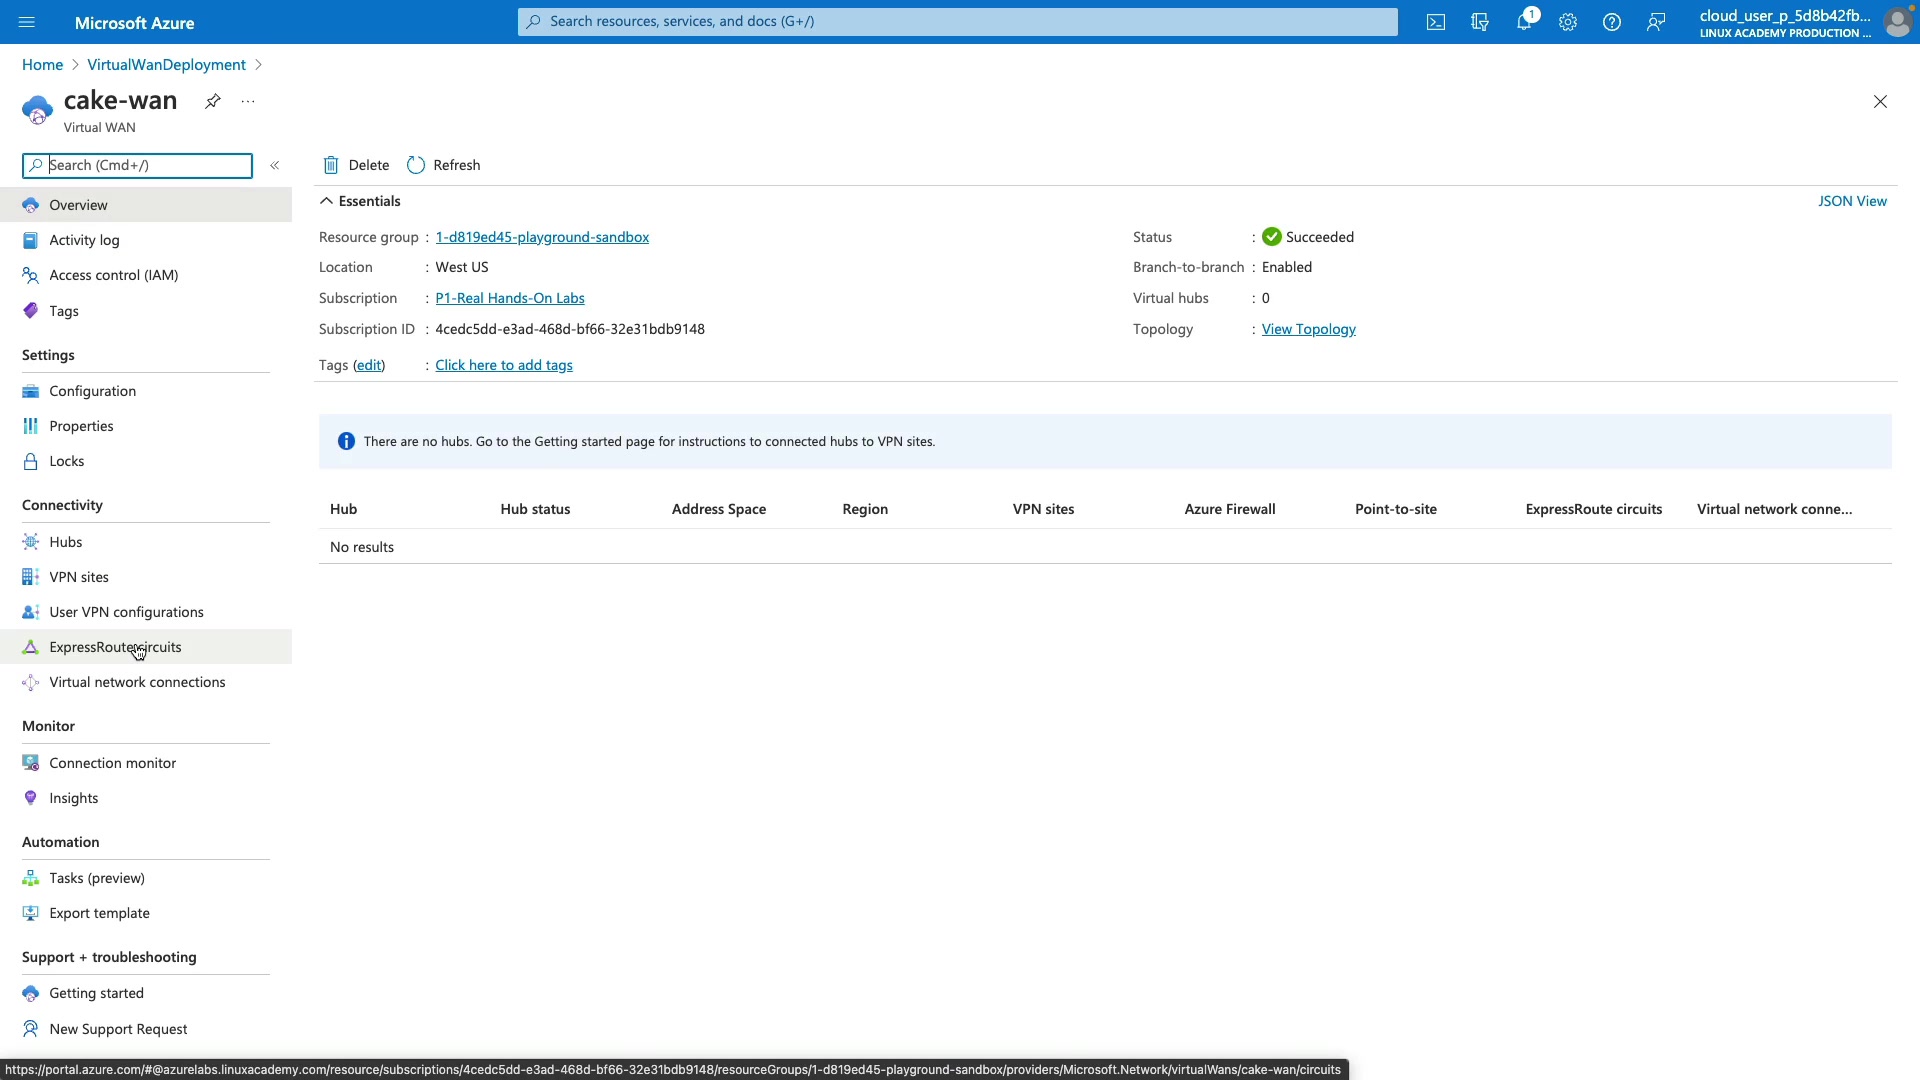 Microsoft Azure
Search resources, services, and docs (G+/)
1
cloud_user_p_5d8b42fb...
LINUX ACADEMY PRODUCTION ...
Home > VirtualWanDeployment >
cake-wan
...
Virtual WAN
Search (Cmd+/)
«
Delete
Refresh
Overview
Activity log
Access control (IAM)
Tags
Settings
Configuration
Properties
Locks
Connectivity
Hubs
VPN sites
User VPN configurations
ExpressRoute circuits
Virtual network connections
Monitor
Connection monitor
Insights
Automation
Tasks (preview)
Export template
Support + troubleshooting
Getting started
New Support Request
Essentials
JSON View
Resource group : 1-d819ed45-playground-sandbox
Location : West US
Subscription : P1-Real Hands-On Labs
Subscription ID : 4cedc5dd-e3ad-468d-bf66-32e31bdb9148
Tags (edit) : Click here to add tags
Status : Succeeded
Branch-to-branch : Enabled
Virtual hubs : 0
Topology : View Topology
There are no hubs. Go to the Getting started page for instructions to connected hubs to VPN sites.
Hub Hub status Address Space Region VPN sites Azure Firewall Point-to-site ExpressRoute circuits Virtual network conne...
No results
https://portal.azure.com/#@azurelabs.linuxacademy.com/resource/subscriptions/4cedc5dd-e3ad-468d-bf66-32e31bdb9148/resourceGroups/1-d819ed45-playground-sandbox/providers/Microsoft.Network/virtualWans/cake-wan/circuits